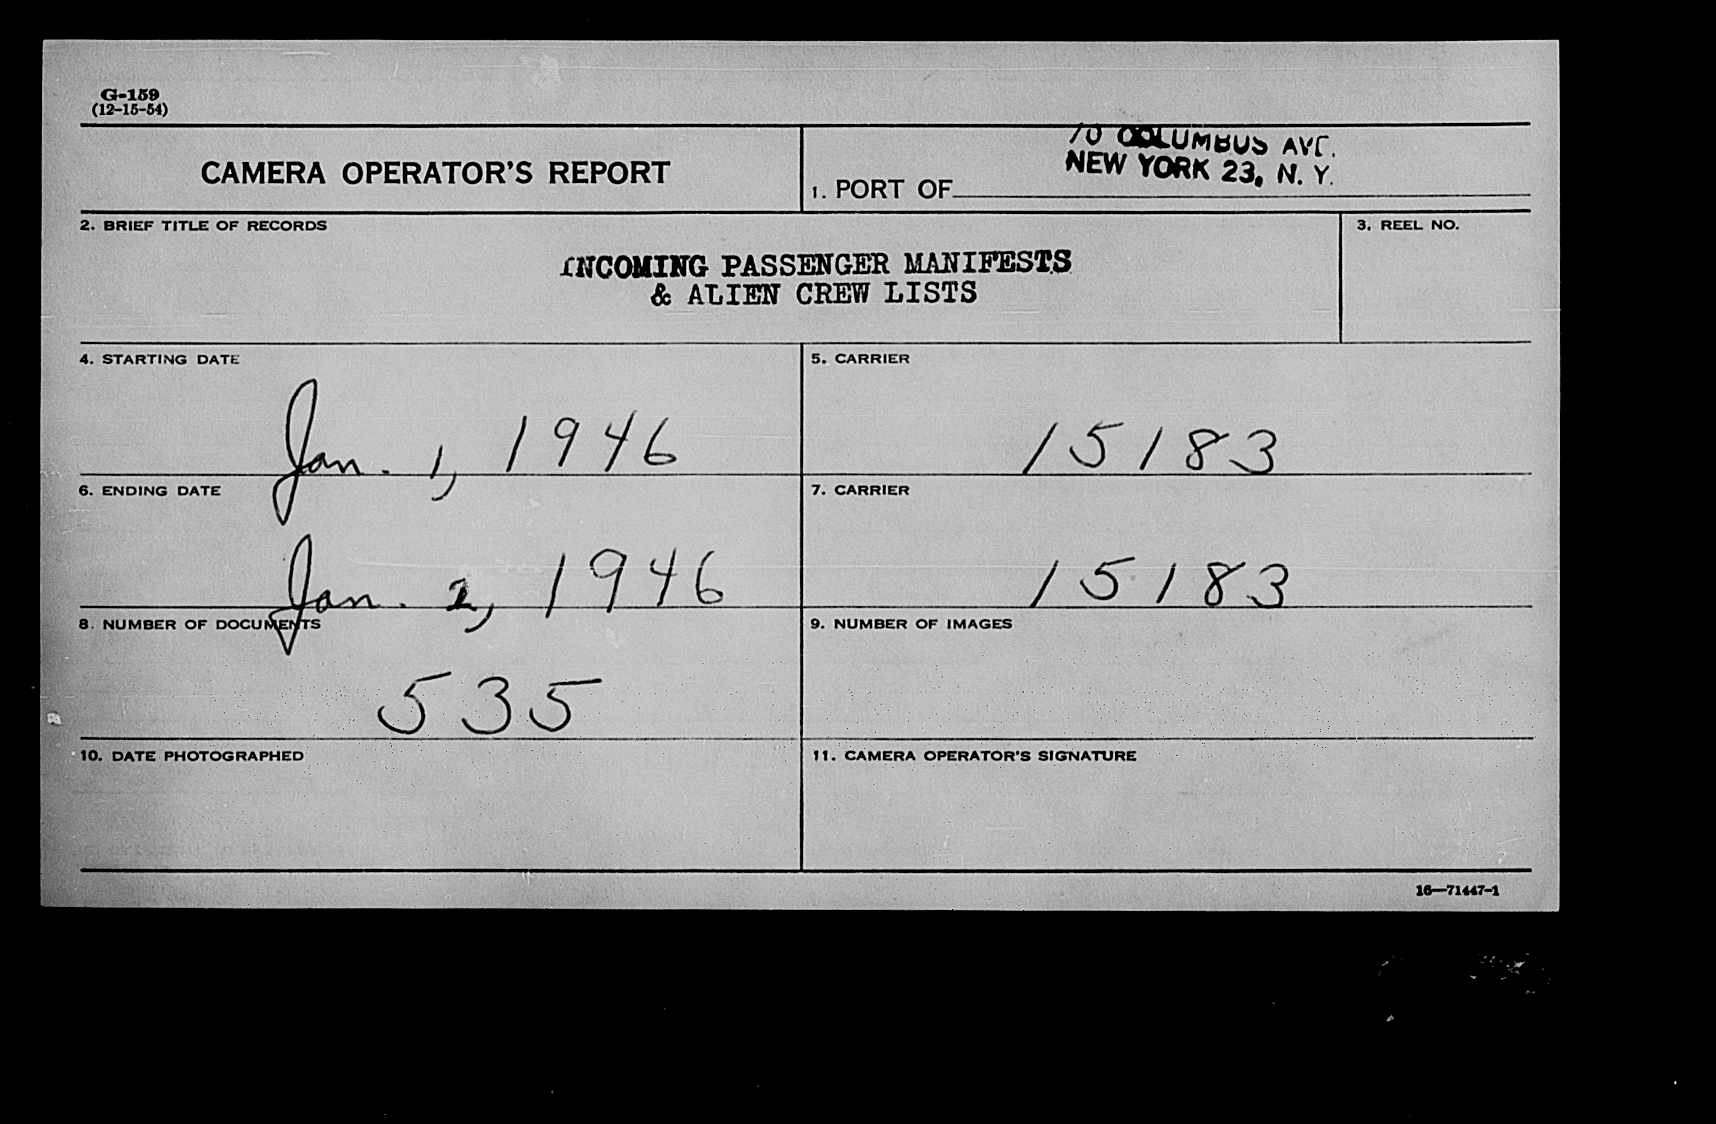 G-159
(12-15-54)
CAMERA OPERATOR'S REPORT
70 COLUMBUS AVE.
NEW YORK 23, N. Y.
1. PORT OF
2. BRIEF TITLE OF RECORDS
3. REEL NO.
INCOMING PASSENGER MANIFESTS
& ALIEN CREW LISTS
4. STARTING DATE
5. CARRIER
Jan. 1, 1946
15183
6. ENDING DATE
7. CARRIER
Jan. 2, 1946
15183
8. NUMBER OF DOCUMENTS
9. NUMBER OF IMAGES
535
10. DATE PHOTOGRAPHED
11. CAMERA OPERATOR'S SIGNATURE
16—71447-1